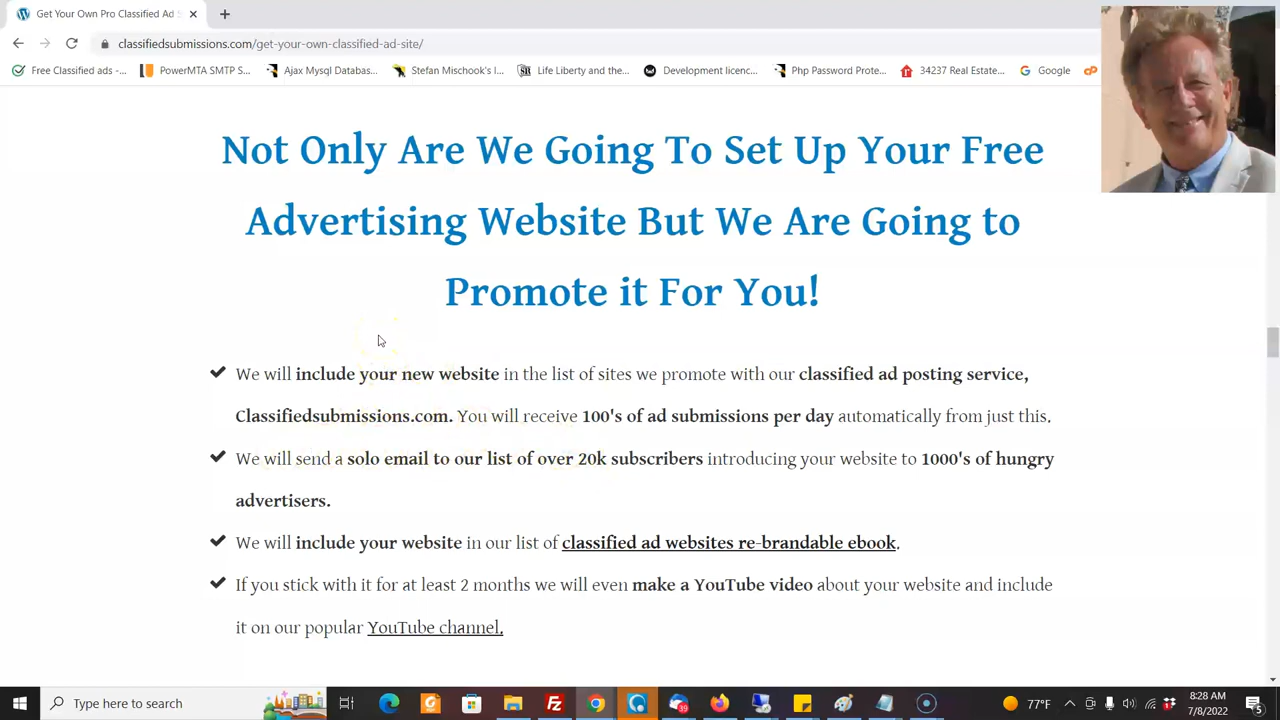 Get Your Own Pro Classified Ad S
classifiedsubmissions.com/get-your-own-classified-ad-site/
Free Classified ads -...
PowerMTA SMTP S...
Ajax Mysql Databas...
Stefan Mischook's I...
Life Liberty and the...
Development licenc...
Php Password Prote...
34237 Real Estate...
Google
Not Only Are We Going To Set Up Your Free
Advertising Website But We Are Going to
Promote it For You!
We will include your new website in the list of sites we promote with our classified ad posting service,
Classifiedsubmissions.com. You will receive 100's of ad submissions per day automatically from just this.
We will send a solo email to our list of over 20k subscribers introducing your website to 1000's of hungry
advertisers.
We will include your website in our list of classified ad websites re-brandable ebook.
If you stick with it for at least 2 months we will even make a YouTube video about your website and include
it on our popular YouTube channel.
Type here to search
39
77°F
8:28 AM
7/8/2022
5